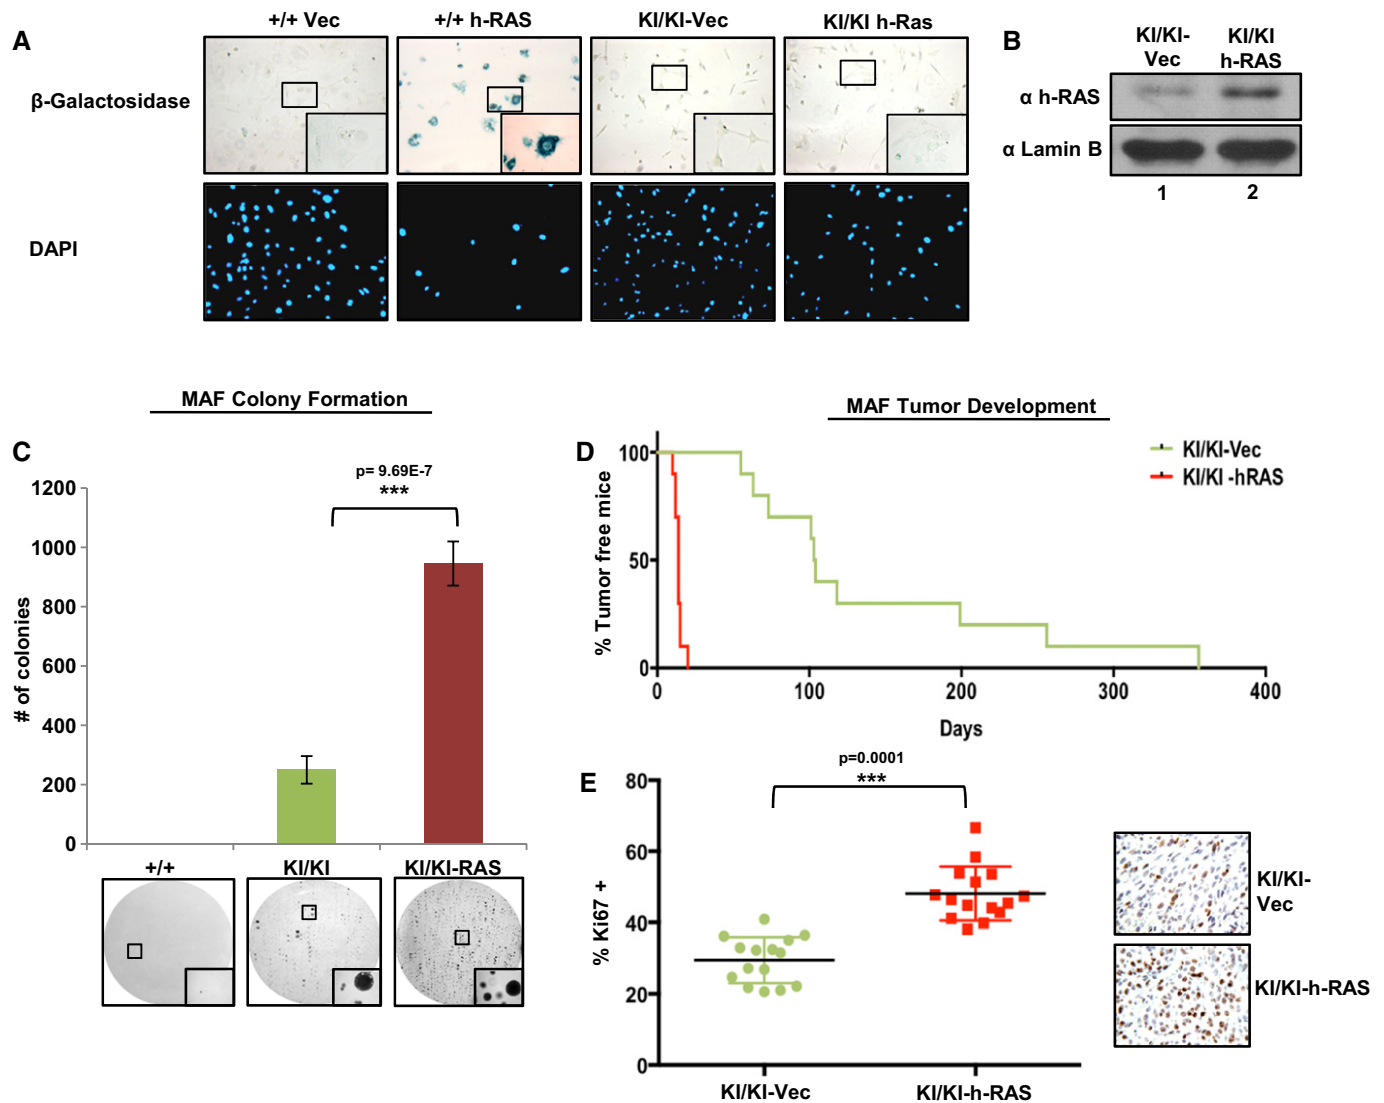 A
+/+ Vec
+/+ h-RAS
KI/KI-Vec
KI/KI h-Ras
β-Galactosidase
DAPI
B
KI/KI-
Vec
KI/KI
h-RAS
α h-RAS
α Lamin B
1
2
MAF Colony Formation
C
p= 9.69E-7
***
# of colonies
1200
1000
800
600
400
200
0
+/+
KI/KI
KI/KI-RAS
MAF Tumor Development
D
KI/KI-Vec
KI/KI -hRAS
% Tumor free mice
100
50
0
0
100
200
300
400
Days
E
p=0.0001
***
% Ki67 +
80
60
40
20
0
KI/KI-Vec
KI/KI-h-RAS
KI/KI-
Vec
KI/KI-h-RAS